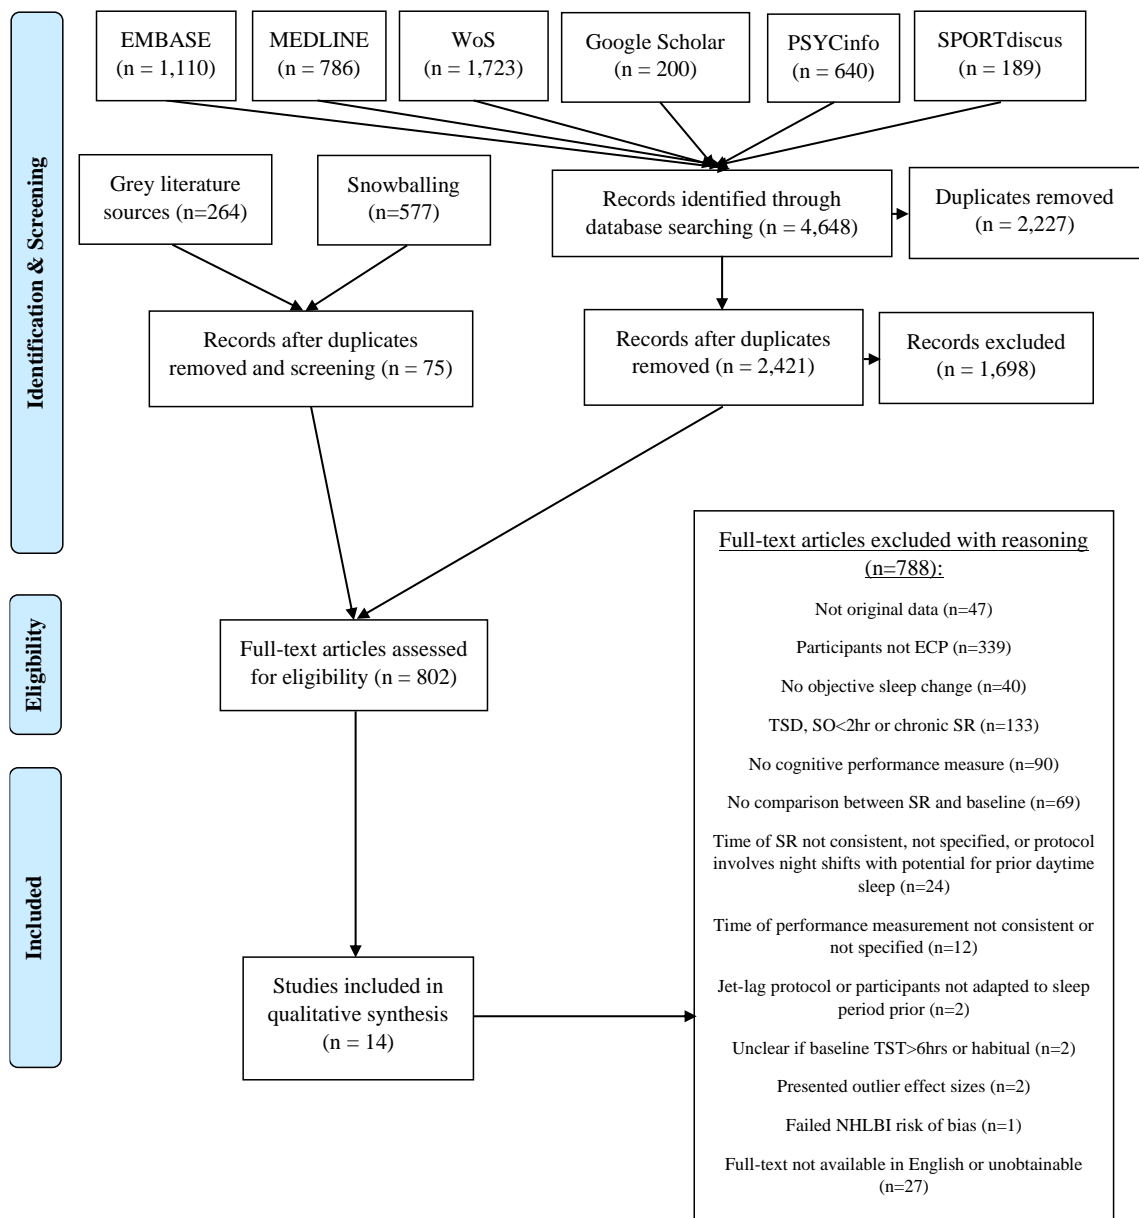 EMBASE
(n = 1,110)
MEDLINE
(n = 786)
WoS
(n = 1,723)
Google Scholar
(n = 200)
PSYCinfo
(n = 640)
SPORTdiscus
(n = 189)
Identification & Screening
Grey literature
sources (n=264)
Snowballing
(n=577)
Records identified through
database searching (n = 4,648)
Duplicates removed
(n = 2,227)
Records after duplicates
removed and screening (n = 75)
Records after duplicates
removed (n = 2,421)
Records excluded
(n = 1,698)
Eligibility
Full-text articles assessed
for eligibility (n = 802)
Included
Studies included in
qualitative synthesis
(n = 14)
Full-text articles excluded with reasoning
(n=788):
Not original data (n=47)
Participants not ECP (n=339)
No objective sleep change (n=40)
TSD, SO<2hr or chronic SR (n=133)
No cognitive performance measure (n=90)
No comparison between SR and baseline (n=69)
Time of SR not consistent, not specified, or protocol
involves night shifts with potential for prior daytime
sleep (n=24)
Time of performance measurement not consistent or
not specified (n=12)
Jet-lag protocol or participants not adapted to sleep
period prior (n=2)
Unclear if baseline TST>6hrs or habitual (n=2)
Presented outlier effect sizes (n=2)
Failed NHLBI risk of bias (n=1)
Full-text not available in English or unobtainable
(n=27)